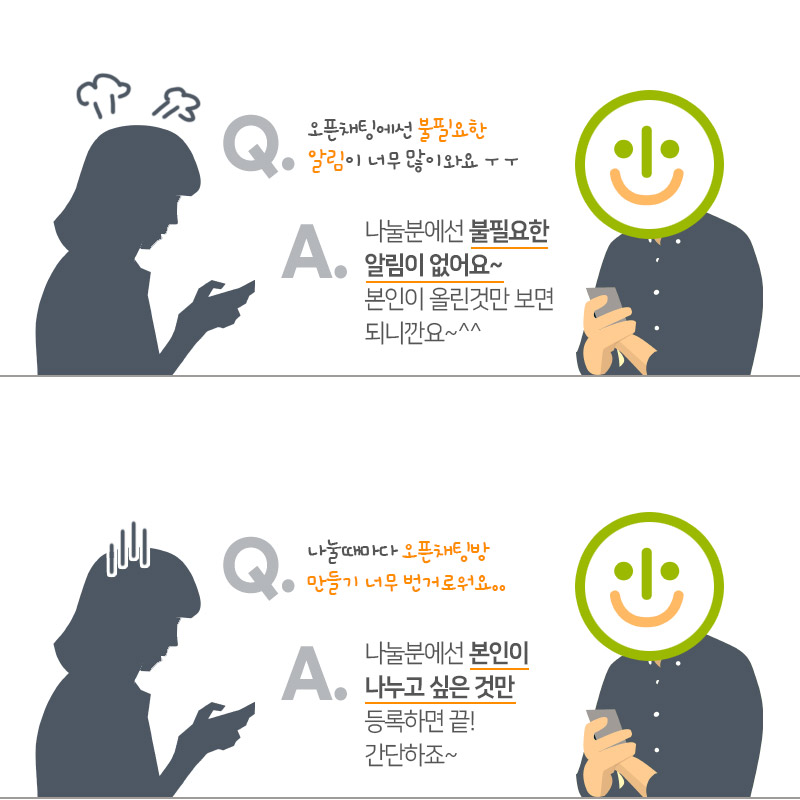 Q. 오픈채팅에선 불필요한
알림이 너무 많이와요 ㅜㅜ
A. 나눌분에선 불필요한
알림이 없어요~
본인이 올린것만 보면
되니깐요~^^
Q. 나눌때마다 오픈채팅방
만들기 너무 번거로워요..
A. 나눌분에선 본인이
나누고 싶은 것만
등록하면 끝!
간단하죠~